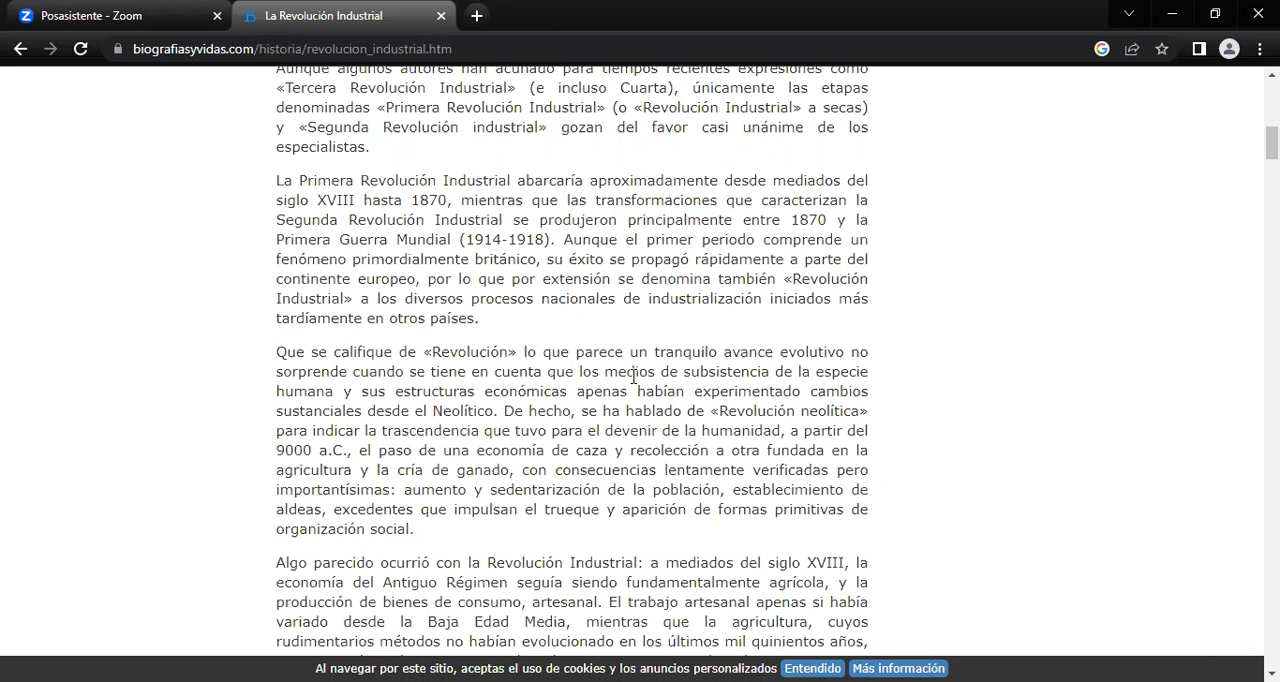 Posasistente - Zoom
La Revolución Industrial
biografiasyvidas.com/historia/revolucion_industrial.htm
Aunque algunos autores han acuñado para tiempos recientes expresiones como
«Tercera Revolución Industrial» (e incluso Cuarta), únicamente las etapas
denominadas «Primera Revolución Industrial» (o «Revolución Industrial» a secas)
y «Segunda Revolución industrial» gozan del favor casi unánime de los
especialistas.
La Primera Revolución Industrial abarcaría aproximadamente desde mediados del
siglo XVIII hasta 1870, mientras que las transformaciones que caracterizan la
Segunda Revolución Industrial se produjeron principalmente entre 1870 y la
Primera Guerra Mundial (1914-1918). Aunque el primer periodo comprende un
fenómeno primordialmente británico, su éxito se propagó rápidamente a parte del
continente europeo, por lo que por extensión se denomina también «Revolución
Industrial» a los diversos procesos nacionales de industrialización iniciados más
tardíamente en otros países.
Que se califique de «Revolución» lo que parece un tranquilo avance evolutivo no
sorprende cuando se tiene en cuenta que los medios de subsistencia de la especie
humana y sus estructuras económicas apenas habían experimentado cambios
sustanciales desde el Neolítico. De hecho, se ha hablado de «Revolución neolítica»
para indicar la trascendencia que tuvo para el devenir de la humanidad, a partir del
9000 a.C., el paso de una economía de caza y recolección a otra fundada en la
agricultura y la cría de ganado, con consecuencias lentamente verificadas pero
importantísimas: aumento y sedentarización de la población, establecimiento de
aldeas, excedentes que impulsan el trueque y aparición de formas primitivas de
organización social.
Algo parecido ocurrió con la Revolución Industrial: a mediados del siglo XVIII, la
economía del Antiguo Régimen seguía siendo fundamentalmente agrícola, y la
producción de bienes de consumo, artesanal. El trabajo artesanal apenas si había
variado desde la Baja Edad Media, mientras que la agricultura, cuyos
rudimentarios métodos no habían evolucionado en los últimos mil quinientos años,
Al navegar por este sitio, aceptas el uso de cookies y los anuncios personalizados Entendido Más información